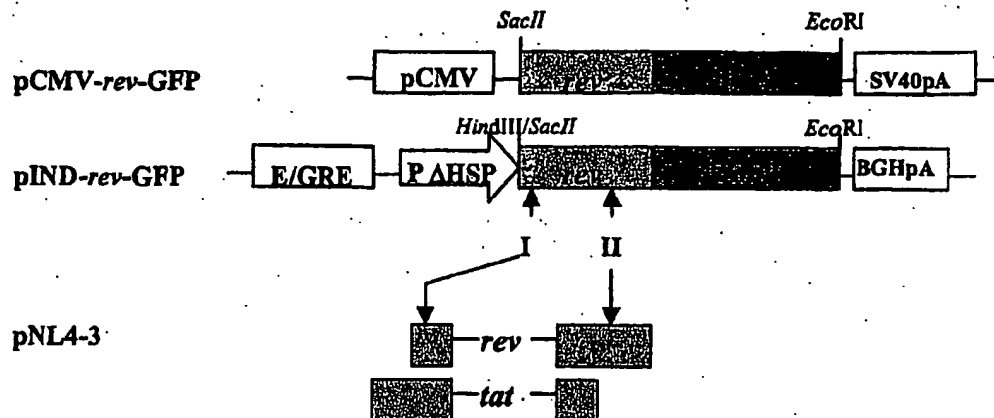 SacII EcoRI
pCMV-rev-GFP pCMV rev SV40pA
HindIII/SacII EcoRI
pIND-rev-GFP E/GRE P ΔHSP rev BGHpA
I II
pNL4-3 rev
tat